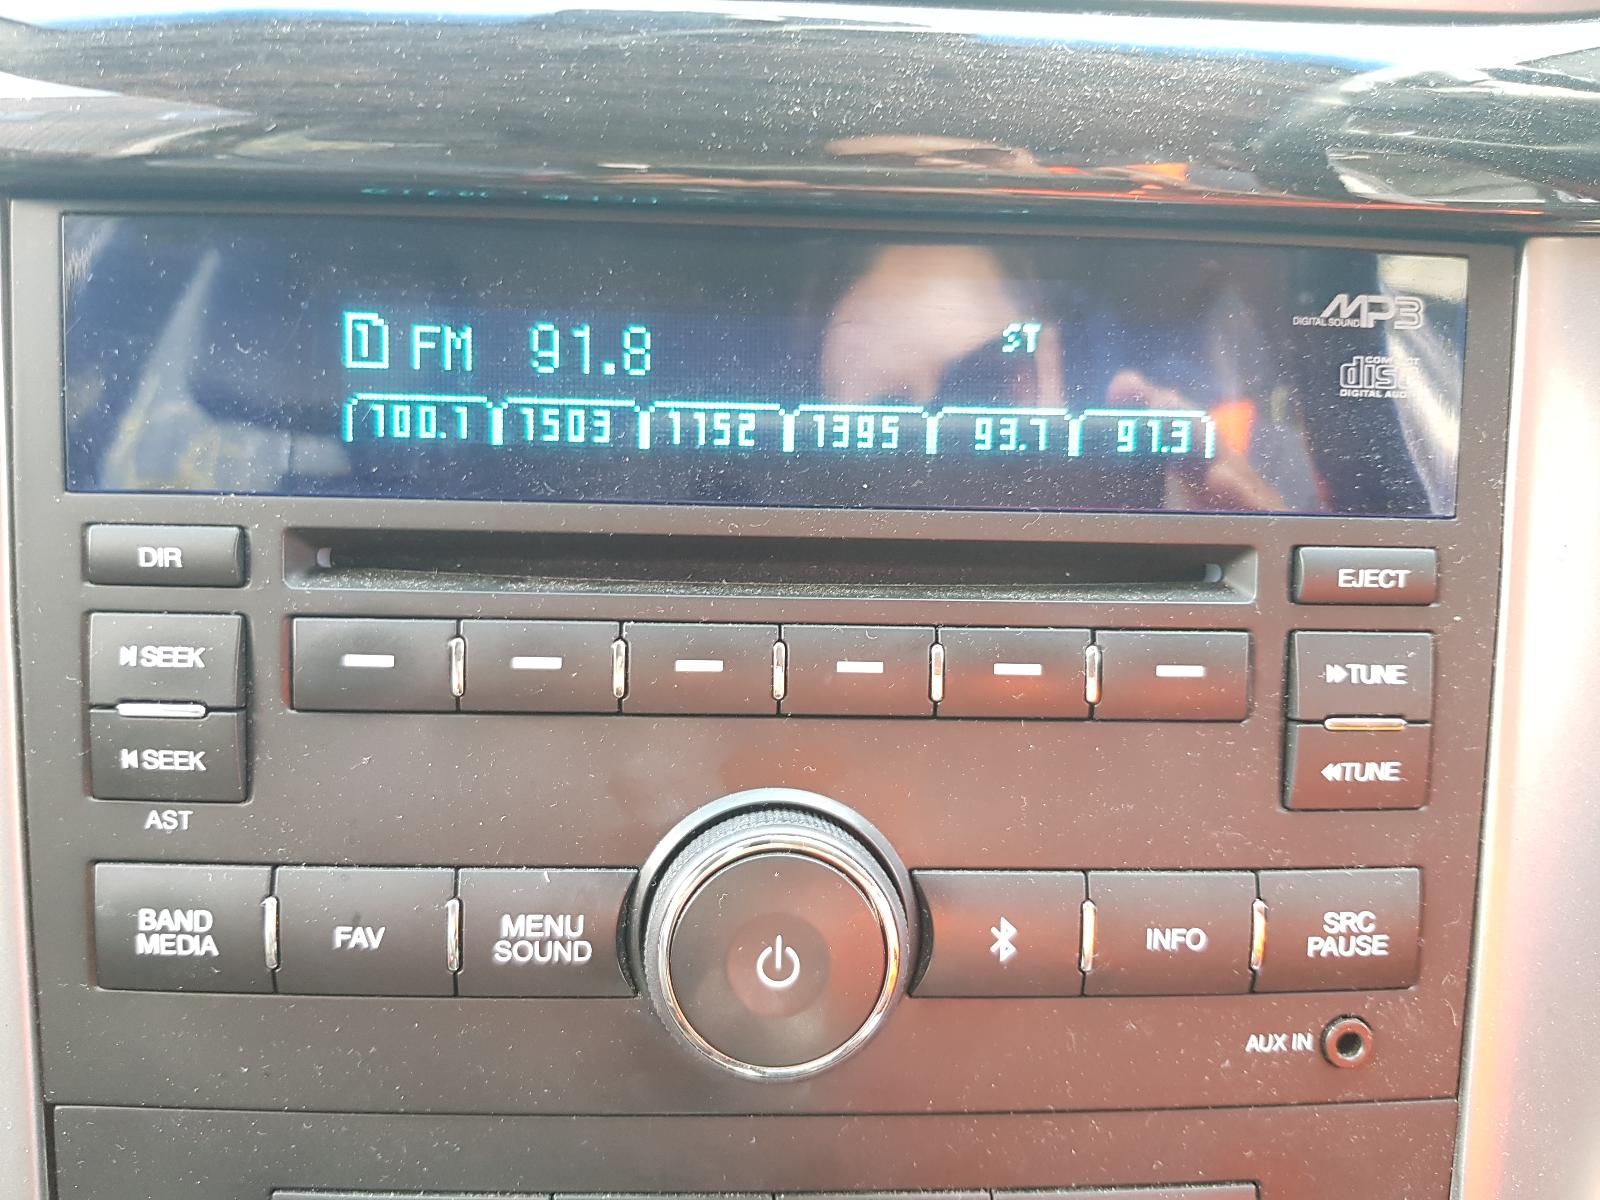 MP3
DIGITAL SOUND
1 FM 91.8 ST
COMPACT
disc
DIGITAL AUDIO
100.1 1503 1152 1395 93.1 91.3
DIR
EJECT
SEEK
TUNE
SEEK
TUNE
AST
BAND
MEDIA
FAV
MENU
SOUND
INFO
SRC
PAUSE
AUX IN